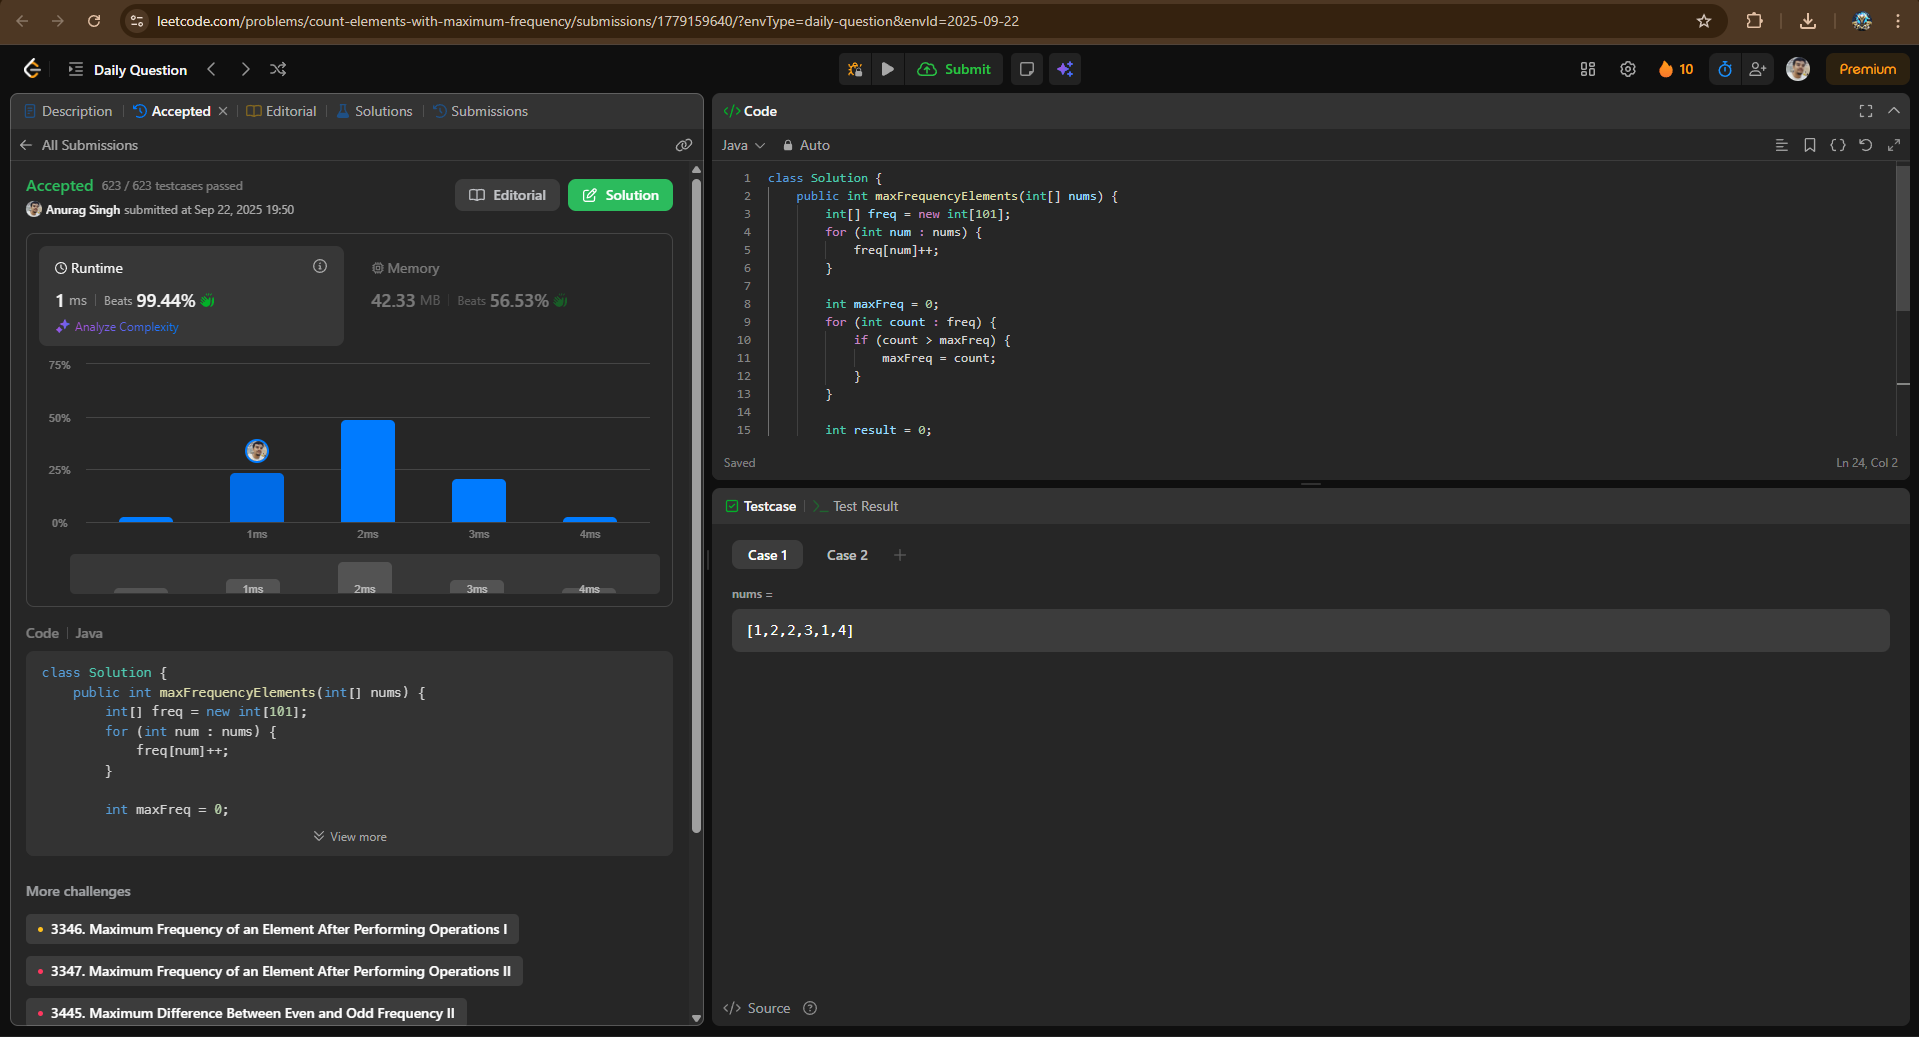 leetcode.com/problems/count-elements-with-maximum-frequency/submissions/1779159640/?envType=daily-question&envId=2025-09-22
Daily Question
Submit
10
Premium
Description
Accepted
Editorial
Solutions
Submissions
All Submissions
Accepted 623 / 623 testcases passed
Anurag Singh submitted at Sep 22, 2025 19:50
Editorial
Solution
Runtime
1 ms Beats 99.44%
Analyze Complexity
Memory
42.33 MB Beats 56.53%
75%
50%
25%
0%
1ms 2ms 3ms 4ms
1ms 2ms 3ms 4ms
Code Java
class Solution {
public int maxFrequencyElements(int[] nums) {
int[] freq = new int[101];
for (int num : nums) {
freq[num]++;
}
int maxFreq = 0;
View more
More challenges
3346. Maximum Frequency of an Element After Performing Operations I
3347. Maximum Frequency of an Element After Performing Operations II
3445. Maximum Difference Between Even and Odd Frequency II
</> Code
Java Auto
1 class Solution {
2 public int maxFrequencyElements(int[] nums) {
3 int[] freq = new int[101];
4 for (int num : nums) {
5 freq[num]++;
6 }
7
8 int maxFreq = 0;
9 for (int count : freq) {
10 if (count > maxFreq) {
11 maxFreq = count;
12 }
13 }
14
15 int result = 0;
Saved
Ln 24, Col 2
Testcase
Test Result
Case 1
Case 2
nums =
[1,2,2,3,1,4]
</> Source